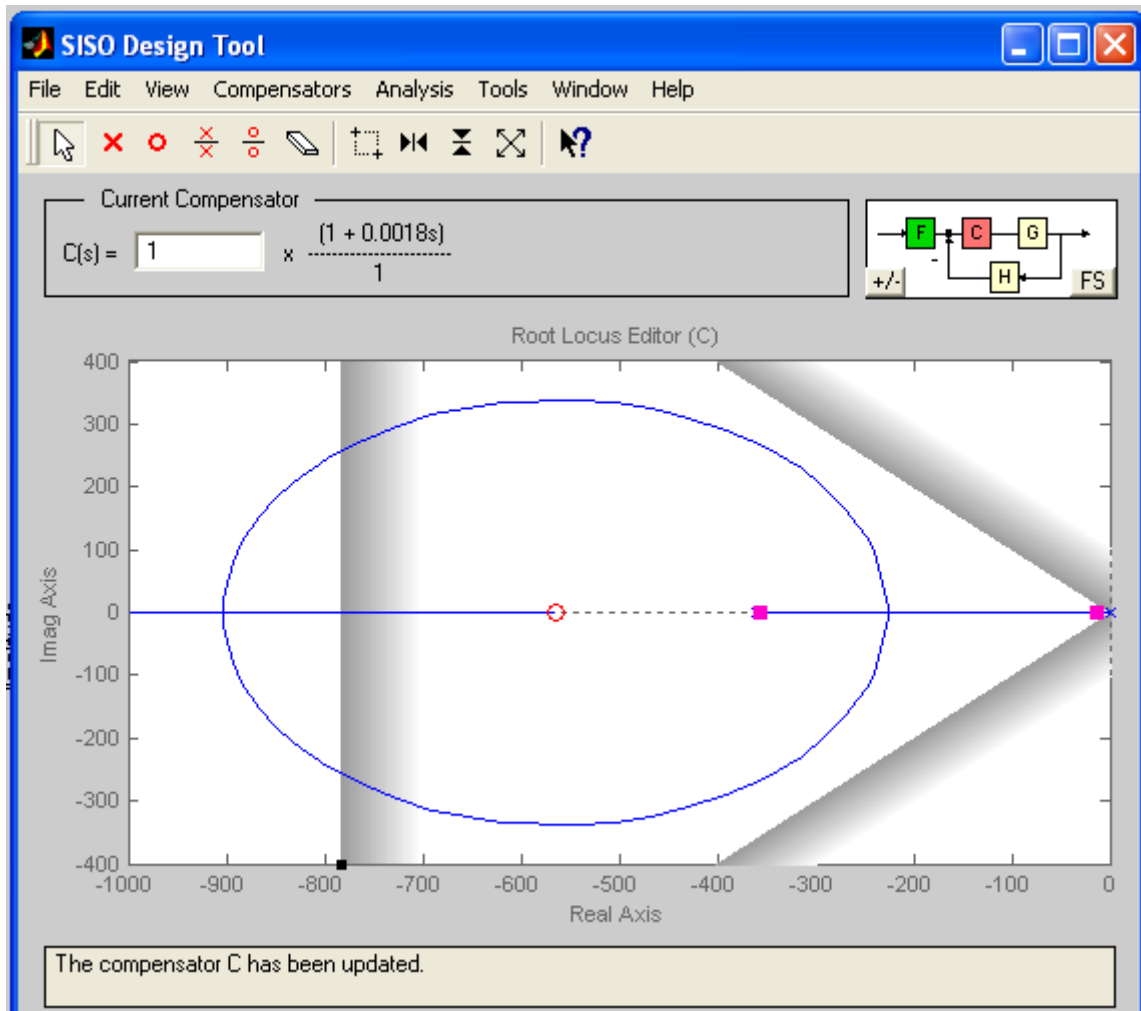 SISO Design Tool
File Edit View Compensators Analysis Tools Window Help
Current Compensator
C(s) = 1 x (1 + 0.0018s)
1
F C G
H
+/- FS
Root Locus Editor (C)
400
300
200
100
0
-100
-200
-300
-400
Imag Axis
-1000 -900 -800 -700 -600 -500 -400 -300 -200 -100 0
Real Axis
The compensator C has been updated.